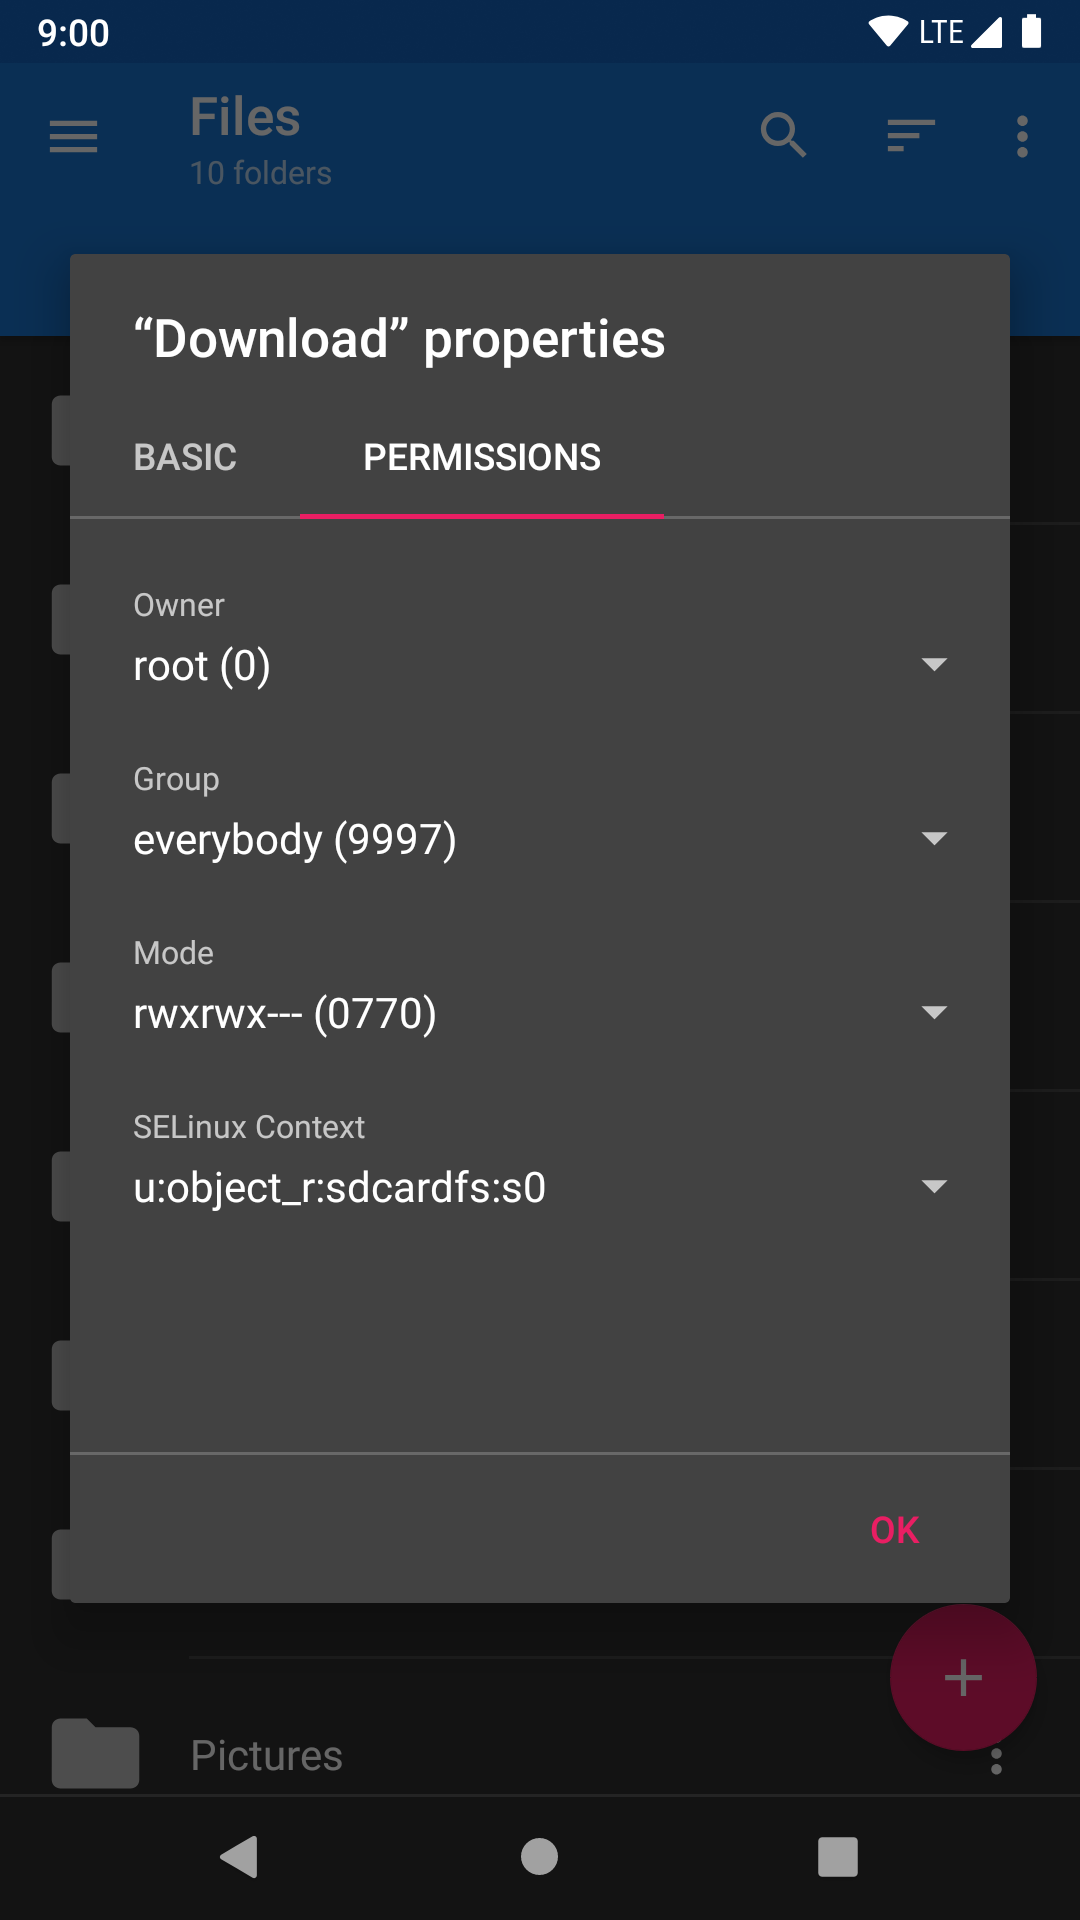 9:00
LTE
Files
10 folders
“Download” properties
BASIC
PERMISSIONS
Owner
root (0)
Group
everybody (9997)
Mode
rwxrwx--- (0770)
SELinux Context
u:object_r:sdcardfs:s0
OK
Pictures